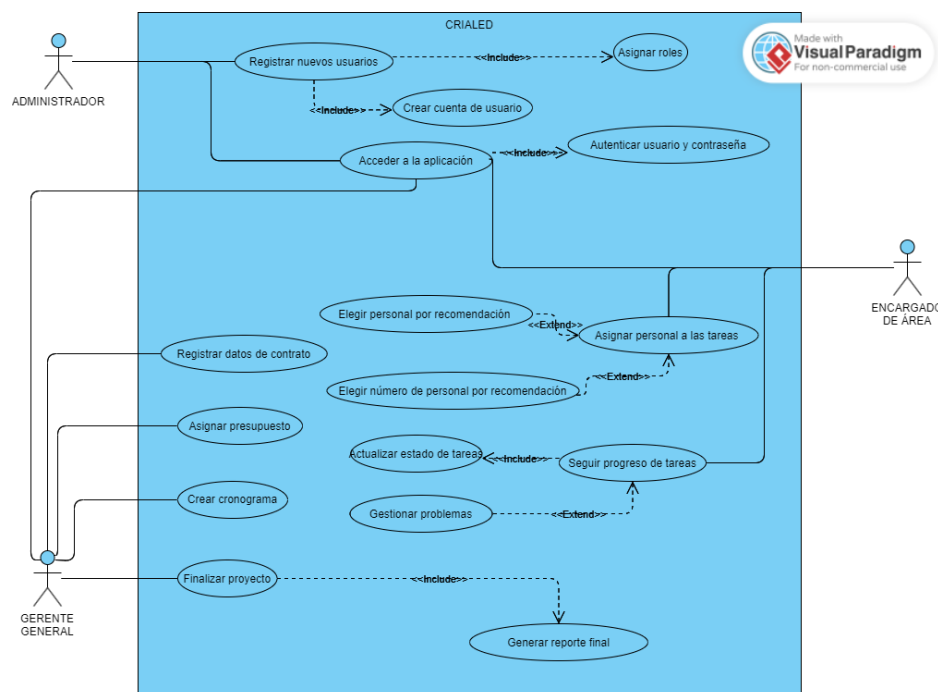 CRIALED
Made with
VisualParadigm
For non-commercial use
ADMINISTRADOR
Registrar nuevos usuarios
<<Include>>
Asignar roles
<<Include>>
Crear cuenta de usuario
Acceder a la aplicación
<<Include>>
Autenticar usuario y contraseña
ENCARGADO
DE ÁREA
Elegir personal por recomendación
<<Extend>>
Asignar personal a las tareas
Registrar datos de contrato
<<Extend>>
Elegir número de personal por recomendación
Asignar presupuesto
Actualizar estado de tareas
<<Include>>
Seguir progreso de tareas
Crear cronograma
Gestionar problemas
<<Extend>>
Finalizar proyecto
<<Include>>
GERENTE
GENERAL
Generar reporte final